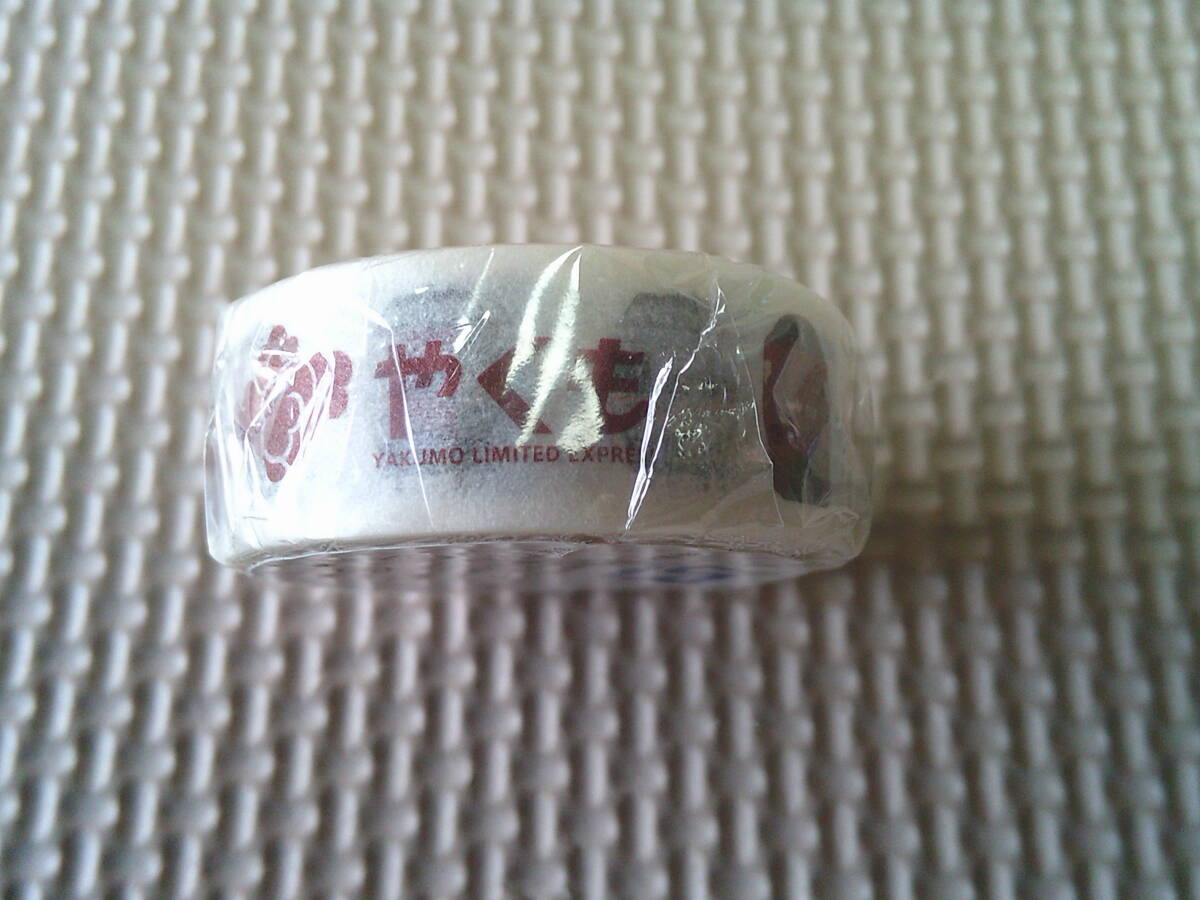 やくも
YAKUMO LIMITED EXPRE